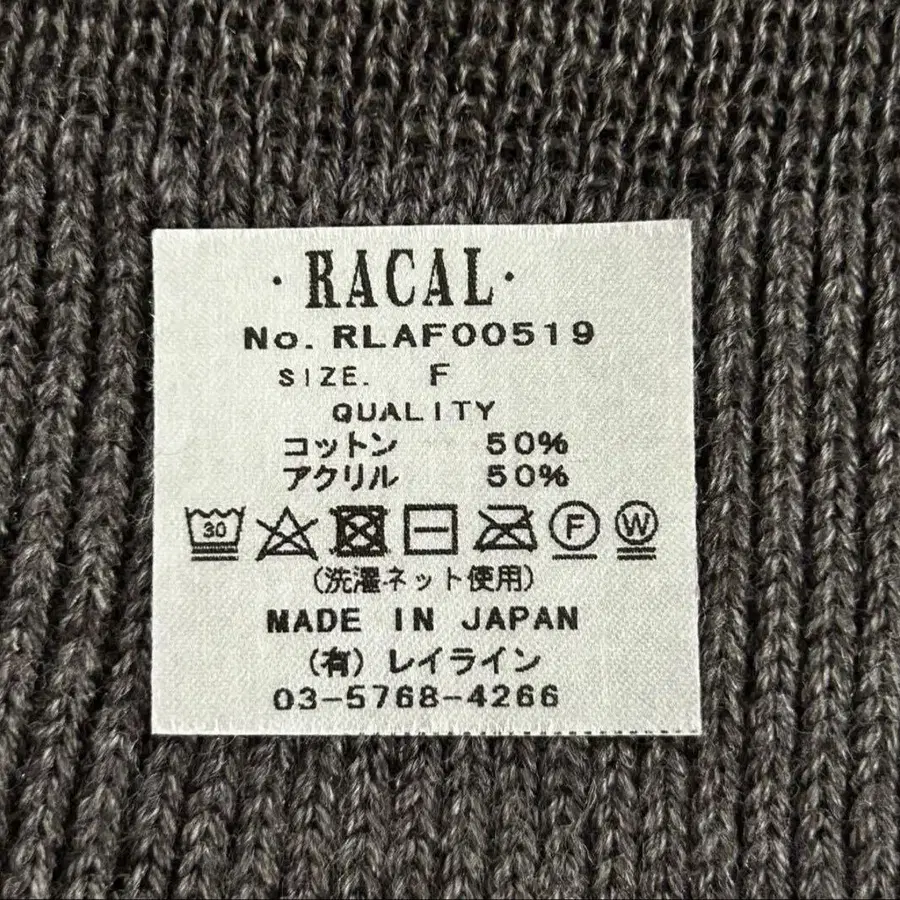 ·RACAL·
No. RLAF00519
SIZE. F
QUALITY
コットン 50%
アクリル 50%
30 F W
(洗濯ネット使用)
MADE IN JAPAN
(有)レイライン
03-5768-4266